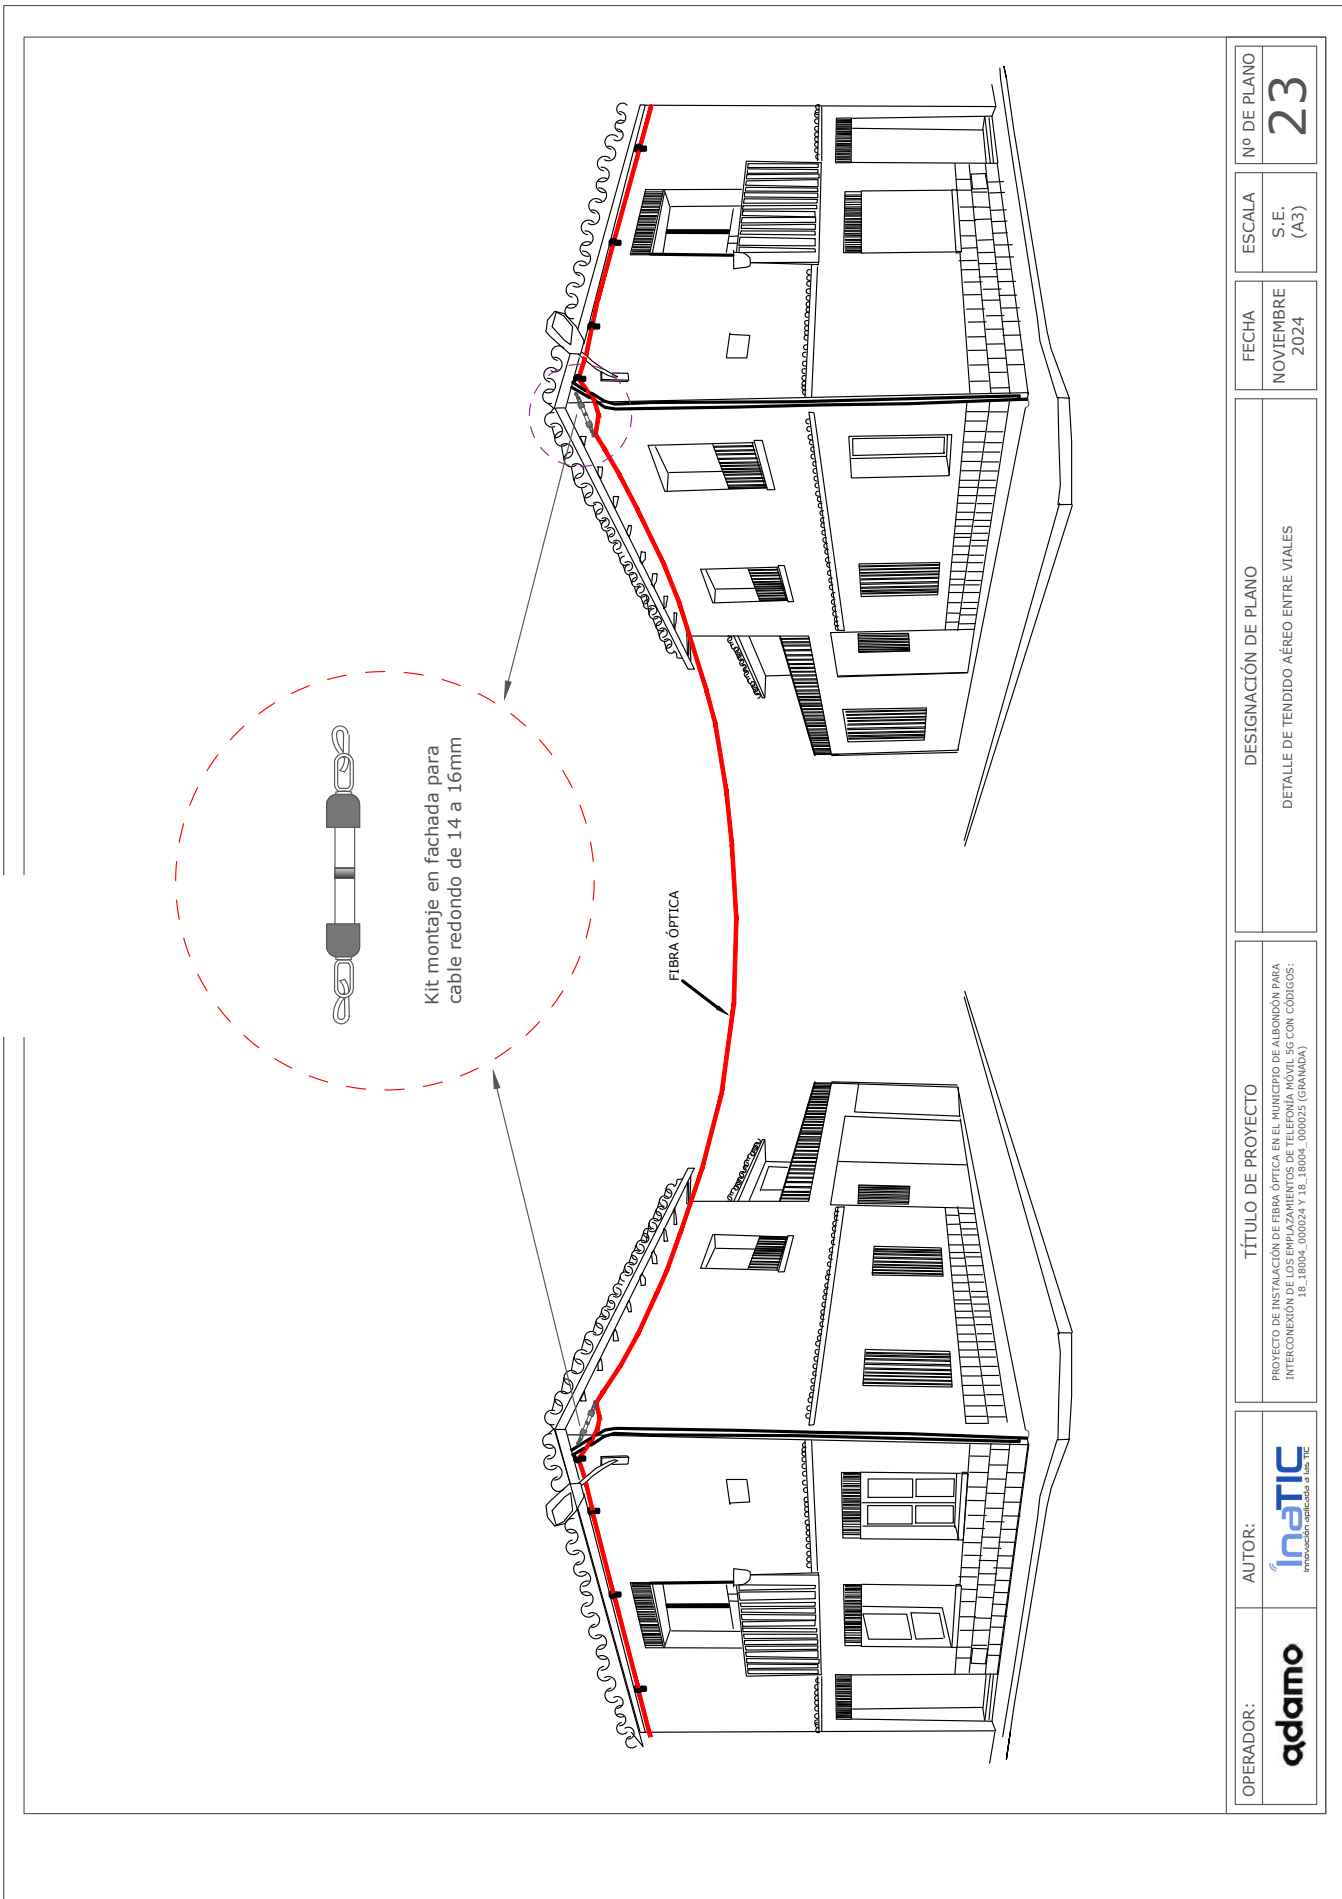 Kit montaje en fachada para
cable redondo de 14 a 16mm
FIBRA ÓPTICA
OPERADOR:
adamo
AUTOR:
inaTIC
Innovación aplicada a las TIC
TÍTULO DE PROYECTO
PROYECTO DE INSTALACIÓN DE FIBRA ÓPTICA EN EL MUNICIPIO DE ALBONDÓN PARA
INTERCONEXIÓN DE LOS EMPLAZAMIENTOS DE TELEFONÍA MÓVIL 5G CON CÓDIGOS:
18_18004_000024 Y 18_18004_000025 (GRANADA)
DESIGNACIÓN DE PLANO
DETALLE DE TENDIDO AÉREO ENTRE VIALES
FECHA
NOVIEMBRE
2024
ESCALA
S.E.
(A3)
Nº DE PLANO
23